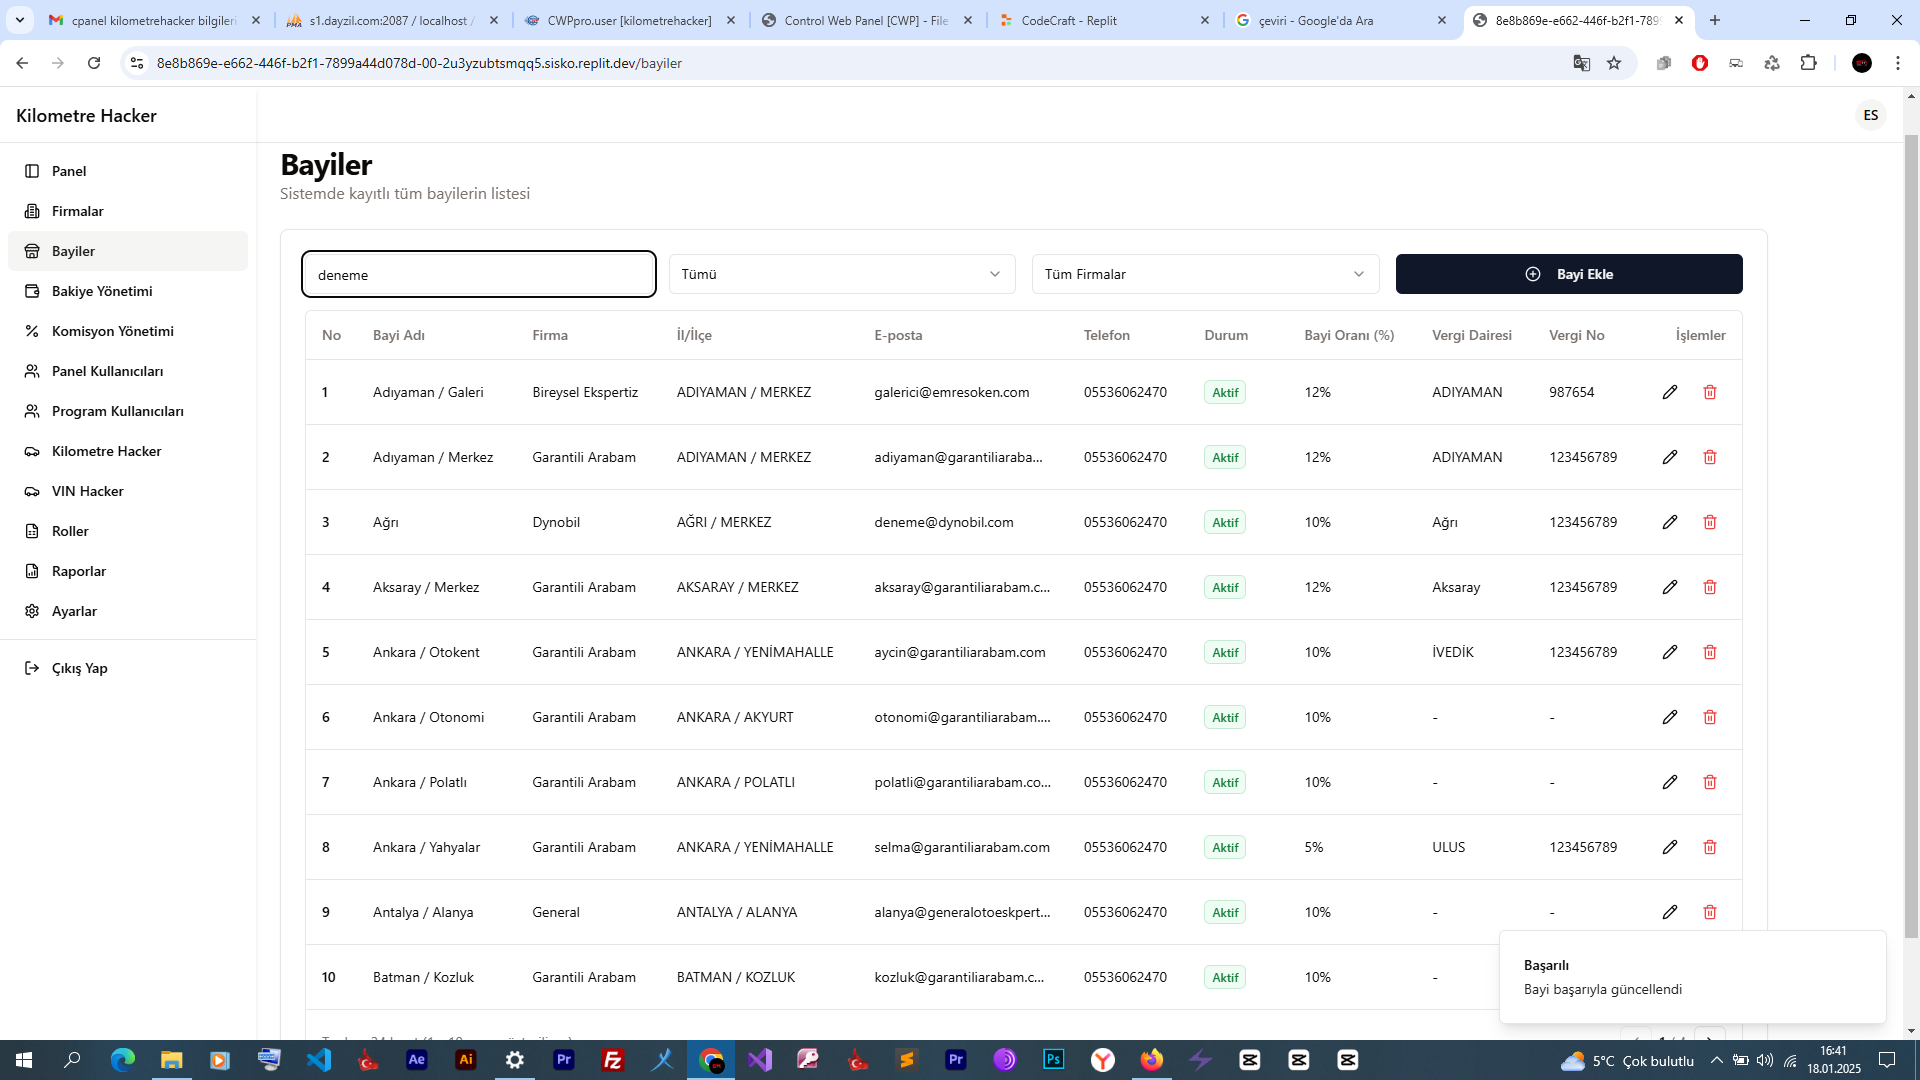 cpanel kilometrehacker bilgileri
s1.dayzil.com:2087 / localhost /
CWPpro.user [kilometrehacker]
Control Web Panel [CWP] - File
CodeCraft - Replit
çeviri - Google'da Ara
8e8b869e-e662-446f-b2f1-7899
8e8b869e-e662-446f-b2f1-7899a44d078d-00-2u3yzubtsmqq5.sisko.replit.dev/bayiler
Kilometre Hacker
ES
Panel
Firmalar
Bayiler
Bakiye Yönetimi
Komisyon Yönetimi
Panel Kullanıcıları
Program Kullanıcıları
Kilometre Hacker
VIN Hacker
Roller
Raporlar
Ayarlar
Çıkış Yap
Bayiler
Sistemde kayıtlı tüm bayilerin listesi
deneme Tümü Tüm Firmalar Bayi Ekle
No Bayi Adı Firma İl/İlçe E-posta Telefon Durum Bayi Oranı (%) Vergi Dairesi Vergi No İşlemler
1 Adıyaman / Galeri Bireysel Ekspertiz ADIYAMAN / MERKEZ galerici@emresoken.com 05536062470 Aktif 12% ADIYAMAN 987654
2 Adıyaman / Merkez Garantili Arabam ADIYAMAN / MERKEZ adiyaman@garantiliaraba... 05536062470 Aktif 12% ADIYAMAN 123456789
3 Ağrı Dynobil AĞRI / MERKEZ deneme@dynobil.com 05536062470 Aktif 10% Ağrı 123456789
4 Aksaray / Merkez Garantili Arabam AKSARAY / MERKEZ aksaray@garantiliarabam.c... 05536062470 Aktif 12% Aksaray 123456789
5 Ankara / Otokent Garantili Arabam ANKARA / YENİMAHALLE aycin@garantiliarabam.com 05536062470 Aktif 10% İVEDİK 123456789
6 Ankara / Otonomi Garantili Arabam ANKARA / AKYURT otonomi@garantiliarabam.... 05536062470 Aktif 10% - -
7 Ankara / Polatlı Garantili Arabam ANKARA / POLATLI polatli@garantiliarabam.co... 05536062470 Aktif 10% - -
8 Ankara / Yahyalar Garantili Arabam ANKARA / YENİMAHALLE selma@garantiliarabam.com 05536062470 Aktif 5% ULUS 123456789
9 Antalya / Alanya General ANTALYA / ALANYA alanya@generalotoeskpert... 05536062470 Aktif 10% - -
10 Batman / Kozluk Garantili Arabam BATMAN / KOZLUK kozluk@garantiliarabam.c... 05536062470 Aktif 10% -
Başarılı
Bayi başarıyla güncellendi
5°C Çok bulutlu
16:41
18.01.2025